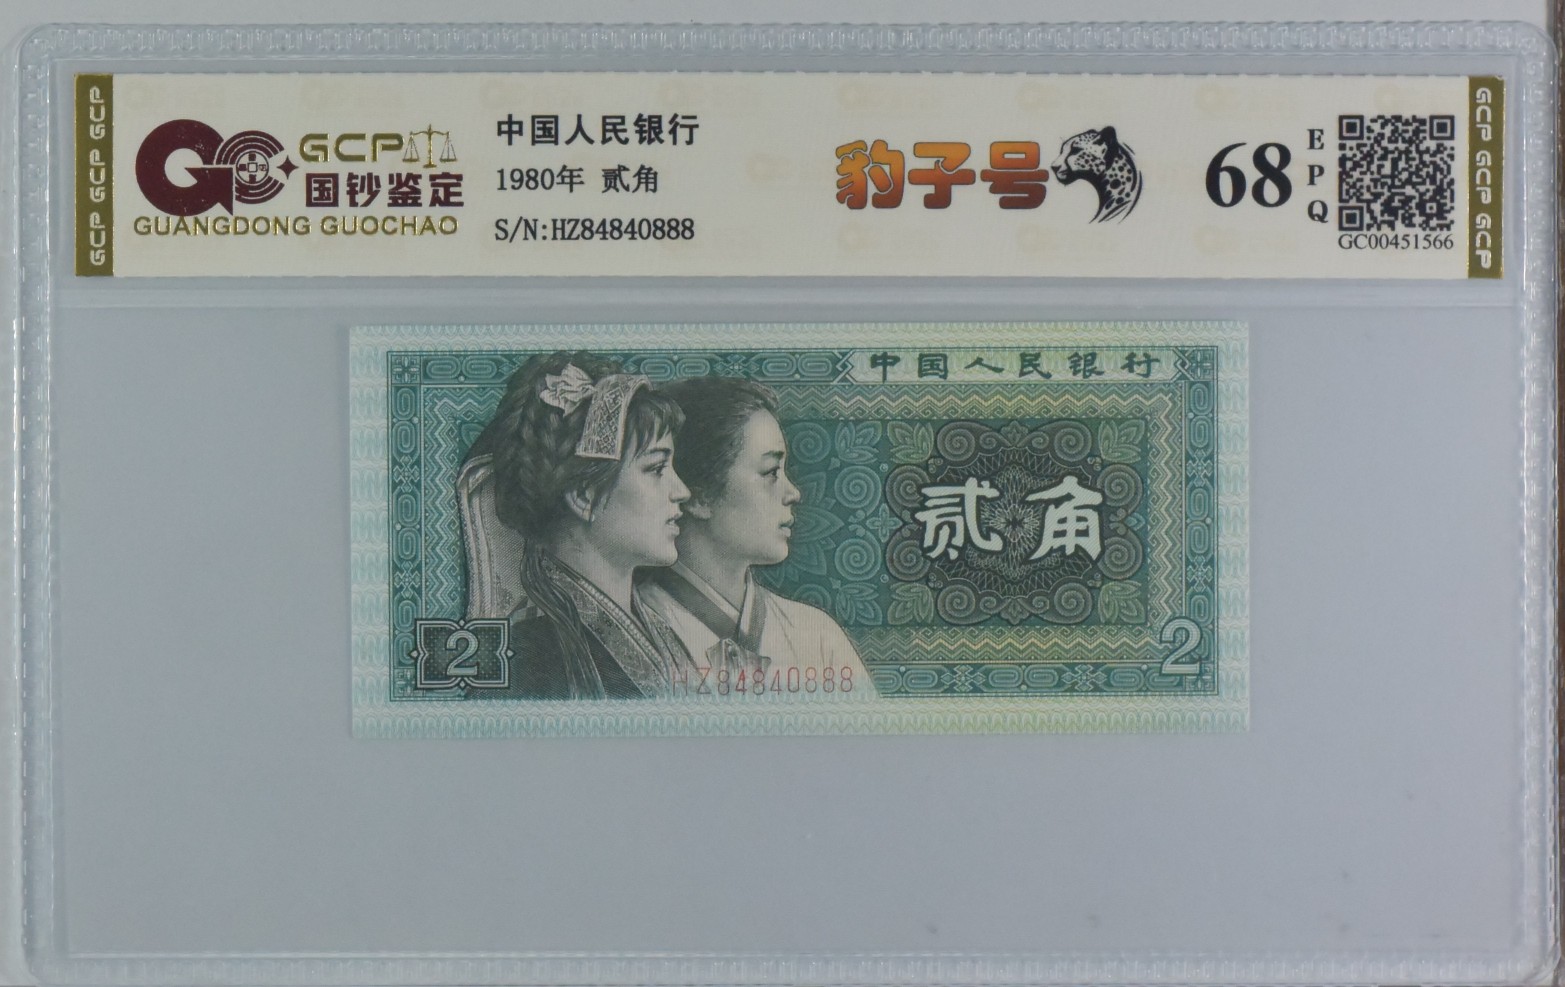 GCP GCP GCP
GCP
国钞鉴定
GUANGDONG GUOCHAO
中国人民银行
1980年 贰角
S/N:HZ84840888
豹子号
68
EPQ
GC00451566
GCP GCP GCP
中国人民银行
贰角
2
2
HZ84840888